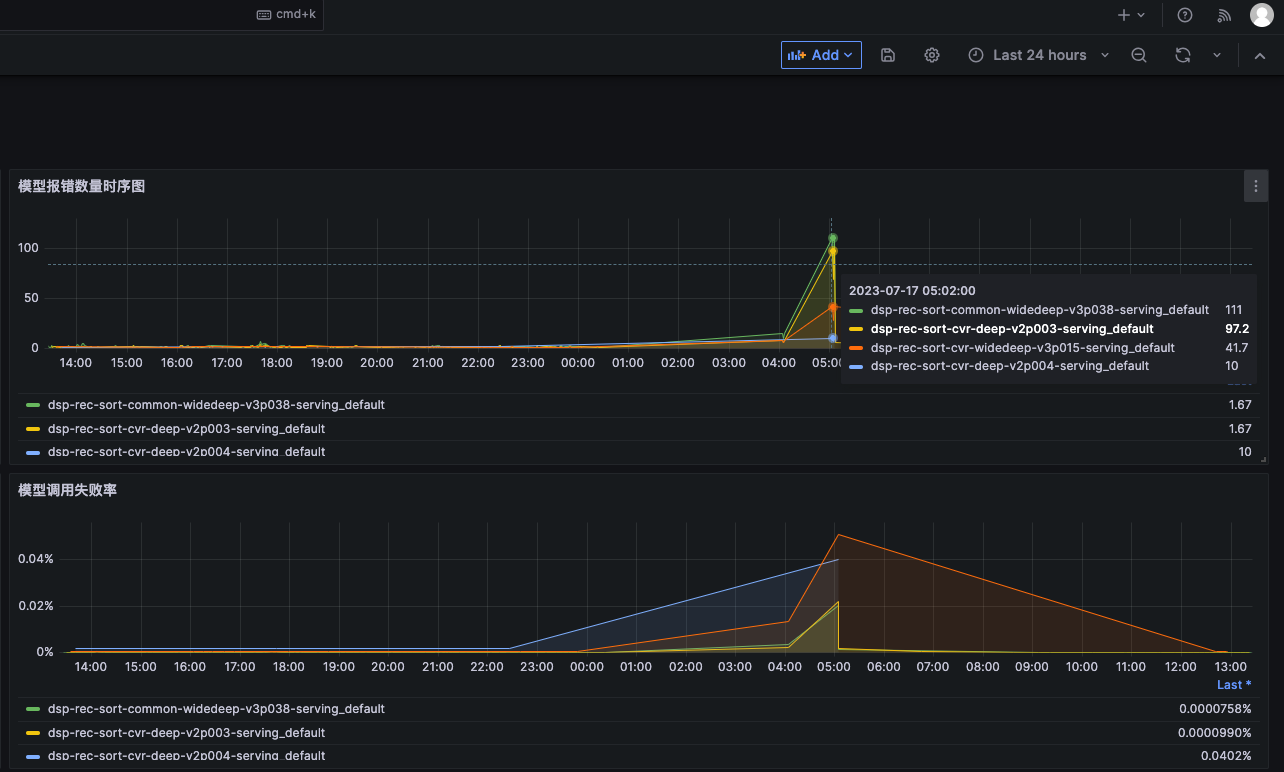 cmd+k
Add
Last 24 hours
模型报错数量时序图
100
50
0
14:00 15:00 16:00 17:00 18:00 19:00 20:00 21:00 22:00 23:00 00:00 01:00 02:00 03:00 04:00 05:00
2023-07-17 05:02:00
dsp-rec-sort-common-widedeep-v3p038-serving_default 111
dsp-rec-sort-cvr-deep-v2p003-serving_default 97.2
dsp-rec-sort-cvr-widedeep-v3p015-serving_default 41.7
dsp-rec-sort-cvr-deep-v2p004-serving_default 10
dsp-rec-sort-common-widedeep-v3p038-serving_default 1.67
dsp-rec-sort-cvr-deep-v2p003-serving_default 1.67
dsp-rec-sort-cvr-deep-v2p004-serving_default 10
模型调用失败率
0.04%
0.02%
0%
14:00 15:00 16:00 17:00 18:00 19:00 20:00 21:00 22:00 23:00 00:00 01:00 02:00 03:00 04:00 05:00 06:00 07:00 08:00 09:00 10:00 11:00 12:00 13:00
Last *
dsp-rec-sort-common-widedeep-v3p038-serving_default 0.0000758%
dsp-rec-sort-cvr-deep-v2p003-serving_default 0.0000990%
dsp-rec-sort-cvr-deep-v2p004-serving_default 0.0402%